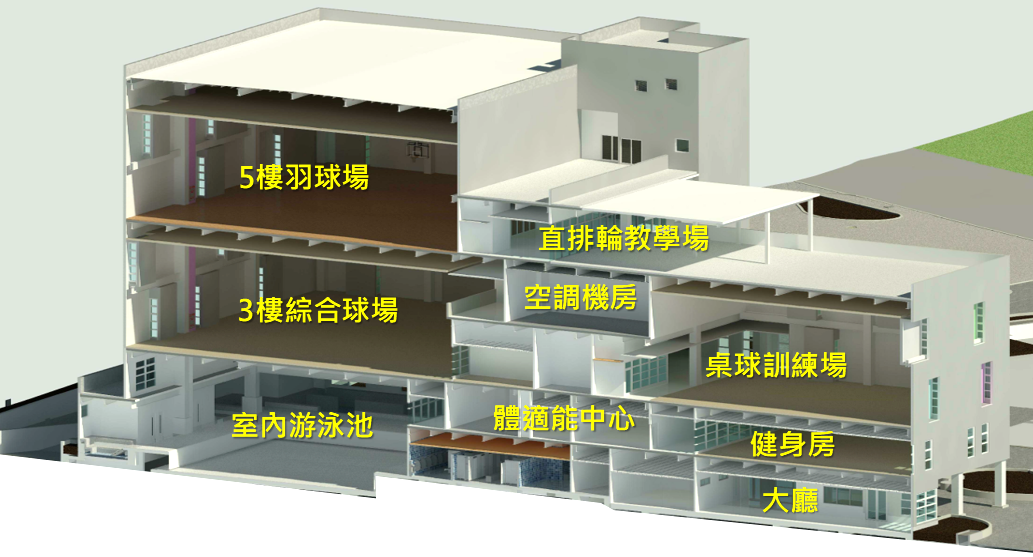 5樓羽球場
直排輪教學場
空調機房
3樓綜合球場
桌球訓練場
體適能中心
室內游泳池
健身房
大廳